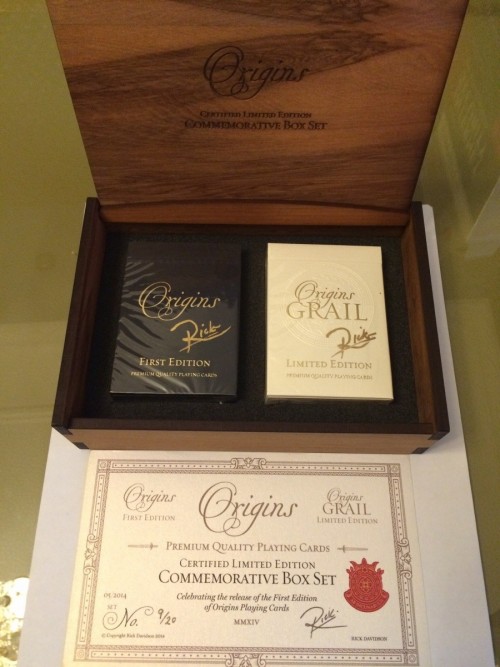 Origins
Certified Limited Edition
Commemorative Box Set
Origins
Rick
First Edition
Premium Quality Playing Cards
Origins
GRAIL
Rick
Limited Edition
Premium Quality Playing Cards
Origins
First Edition
Origins
Origins
GRAIL
Limited Edition
Premium Quality Playing Cards
Certified Limited Edition
Commemorative Box Set
Celebrating the release of the First Edition
of Origins Playing Cards
MMXIV
05/2014
SET
No. 9/20
© Copyright Rick Davidson 2014
Rick
RICK DAVIDSON